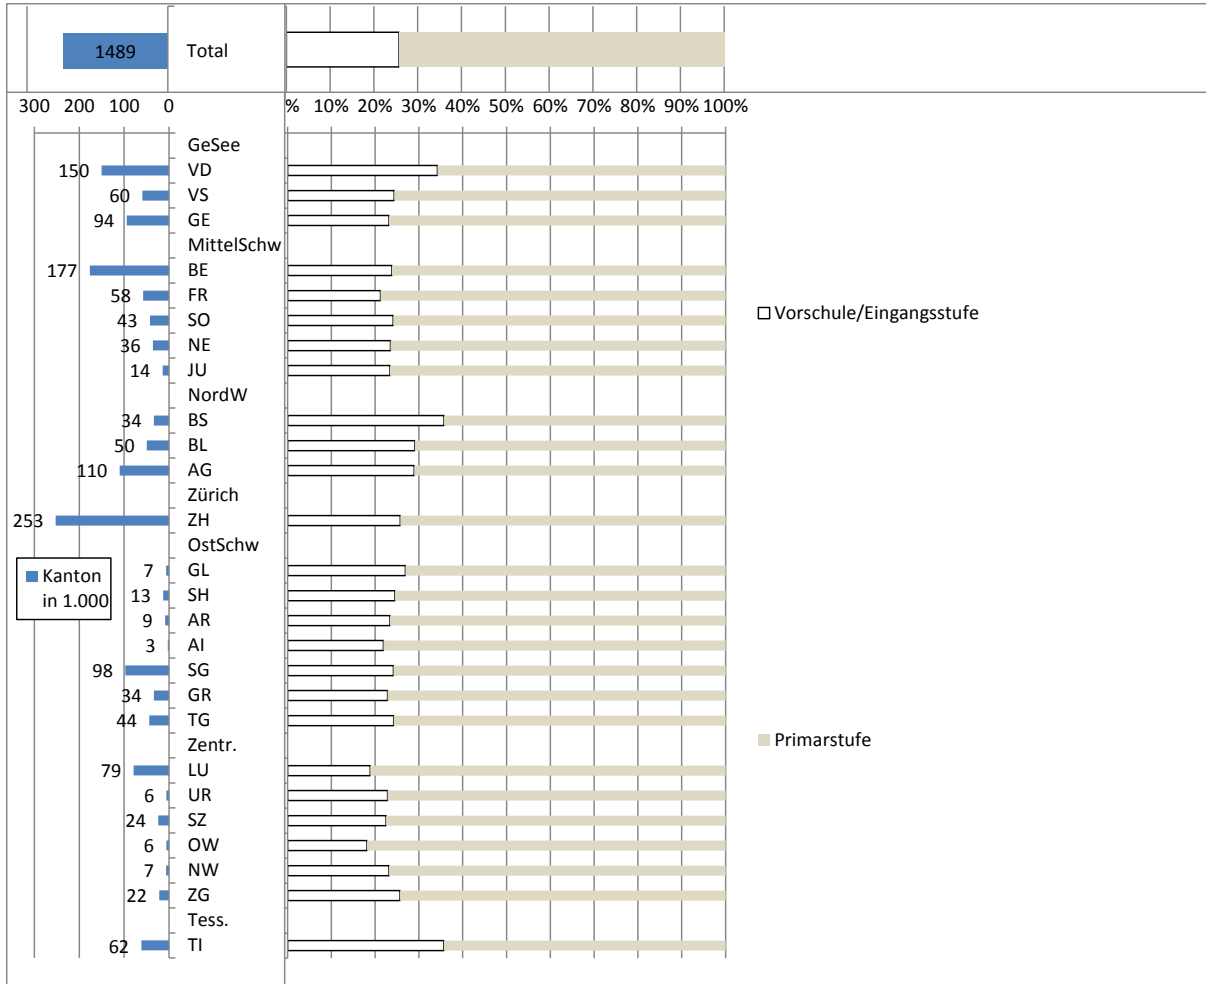 1489 Total
300 200 100 0 % 10% 20% 30% 40% 50% 60% 70% 80% 90% 100%
GeSee
150 VD
60 VS
94 GE
MittelSchw
177 BE
58 FR
43 SO
36 NE
14 JU
NordW
34 BS
50 BL
110 AG
Zürich
253 ZH
OstSchw
7 GL
13 SH
9 AR
3 AI
98 SG
34 GR
44 TG
Zentr.
79 LU
6 UR
24 SZ
6 OW
7 NW
22 ZG
Tess.
62 TI
Kanton
in 1.000
Vorschule/Eingangsstufe
Primarstufe